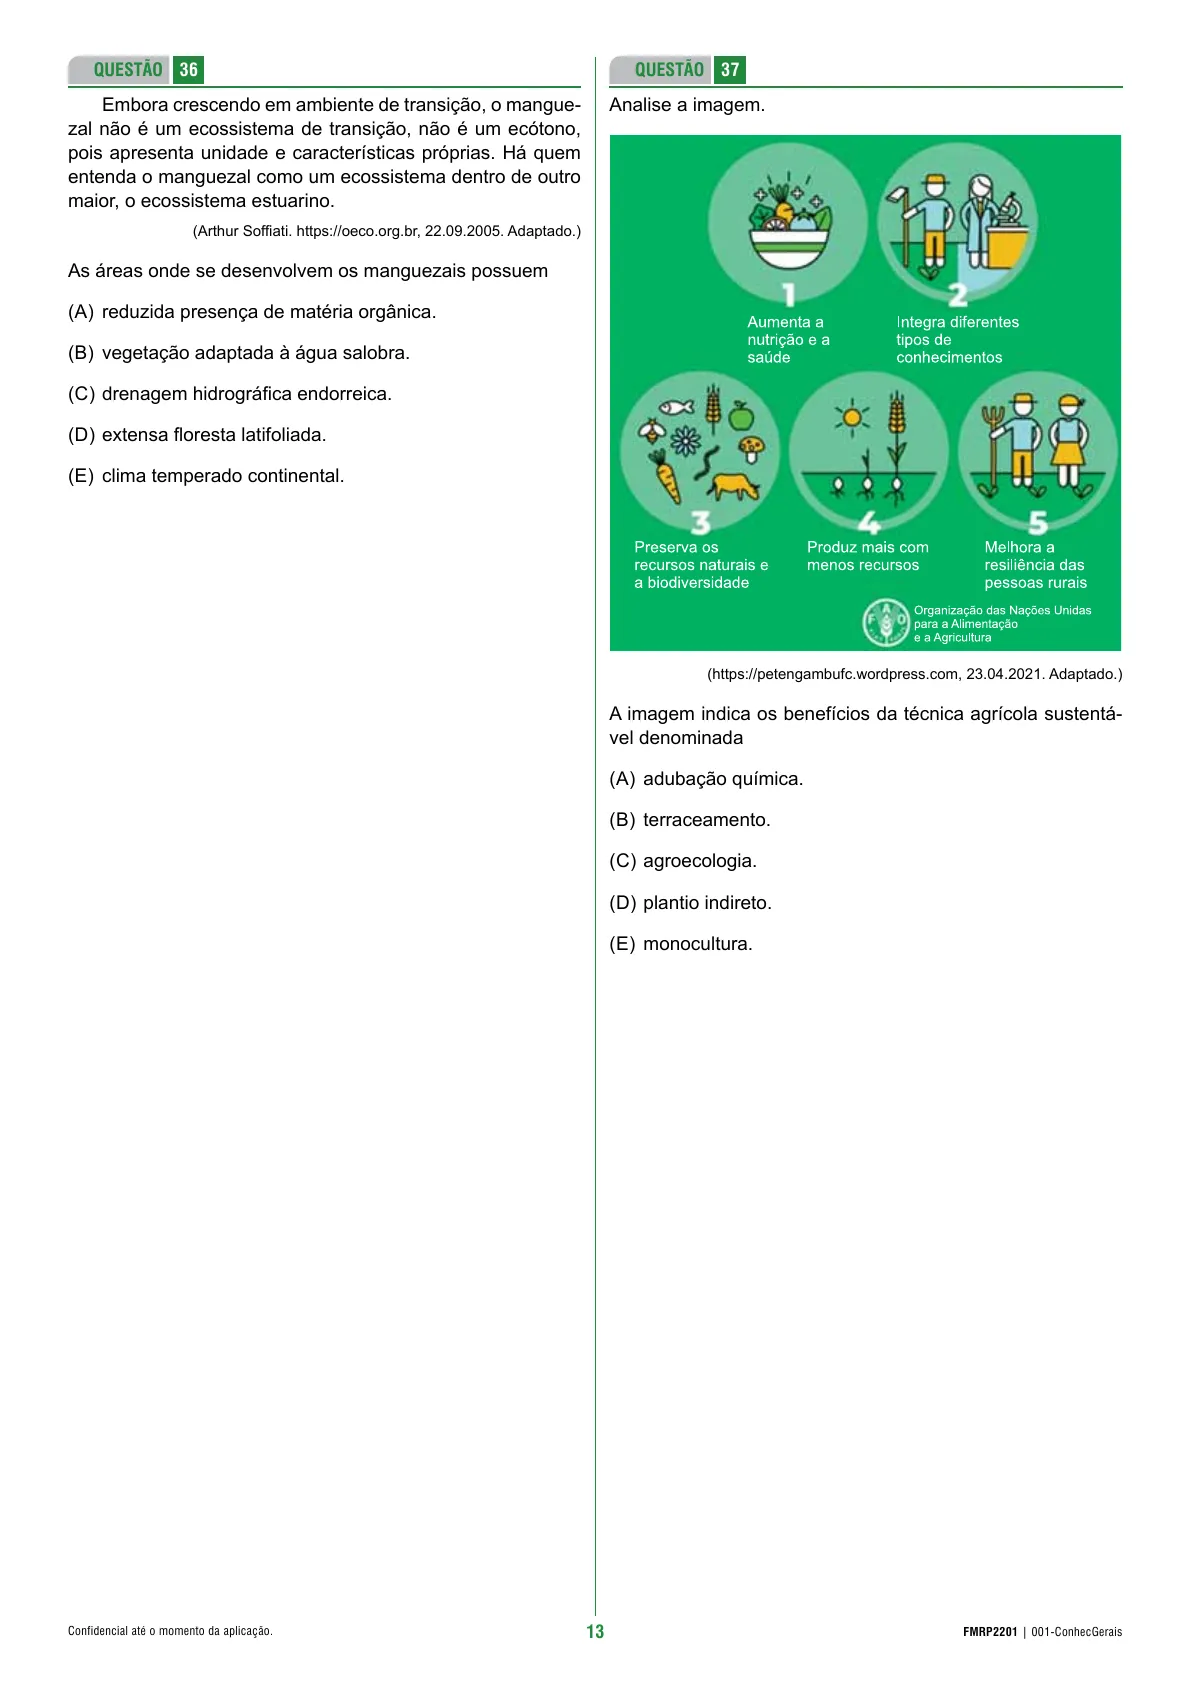 QUESTÃO 36
Embora crescendo em ambiente de transição, o mangue-
zal não é um ecossistema de transição, não é um ecótono,
pois apresenta unidade e características próprias. Há quem
entenda o manguezal como um ecossistema dentro de outro
maior, o ecossistema estuarino.
(Arthur Soffiati. https://oeco.org.br, 22.09.2005. Adaptado.)
As áreas onde se desenvolvem os manguezais possuem
(A) reduzida presença de matéria orgânica.
(B) vegetação adaptada à água salobra.
(C) drenagem hidrográfica endorreica.
(D) extensa floresta latifoliada.
(E) clima temperado continental.
QUESTÃO 37
Analise a imagem.
1
Aumenta a
nutrição e a
saúde
2
Integra diferentes
tipos de
conhecimentos
3
Preserva os
recursos naturais e
a biodiversidade
4
Produz mais com
menos recursos
5
Melhora a
resiliência das
pessoas rurais
FAO
Organização das Nações Unidas
para a Alimentação
e a Agricultura
(https://petengambufc.wordpress.com, 23.04.2021. Adaptado.)
A imagem indica os benefícios da técnica agrícola sustentá-
vel denominada
(A) adubação química.
(B) terraceamento.
(C) agroecologia.
(D) plantio indireto.
(E) monocultura.
Confidencial até o momento da aplicação.
13
FMRP2201 | 001-ConhecGerais